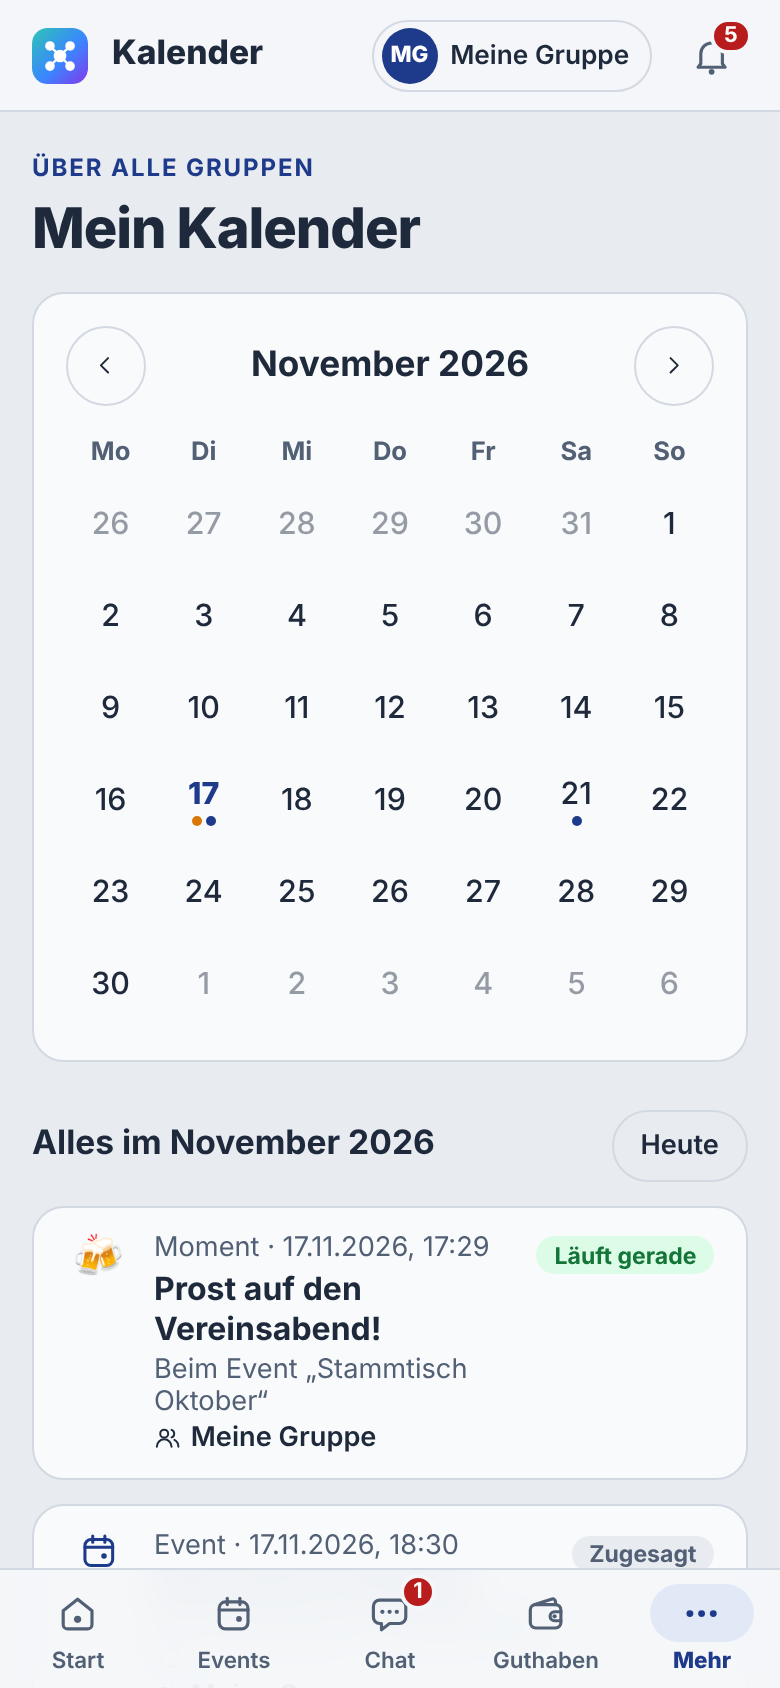 Kalender
MG Meine Gruppe
5
ÜBER ALLE GRUPPEN
Mein Kalender
November 2026
Mo Di Mi Do Fr Sa So
26 27 28 29 30 31 1
2 3 4 5 6 7 8
9 10 11 12 13 14 15
16 17 18 19 20 21 22
23 24 25 26 27 28 29
30 1 2 3 4 5 6
Alles im November 2026
Heute
Moment · 17.11.2026, 17:29
Läuft gerade
Prost auf den
Vereinsabend!
Beim Event „Stammtisch
Oktober“
Meine Gruppe
Event · 17.11.2026, 18:30
Zugesagt
1
Start Events Chat Guthaben Mehr